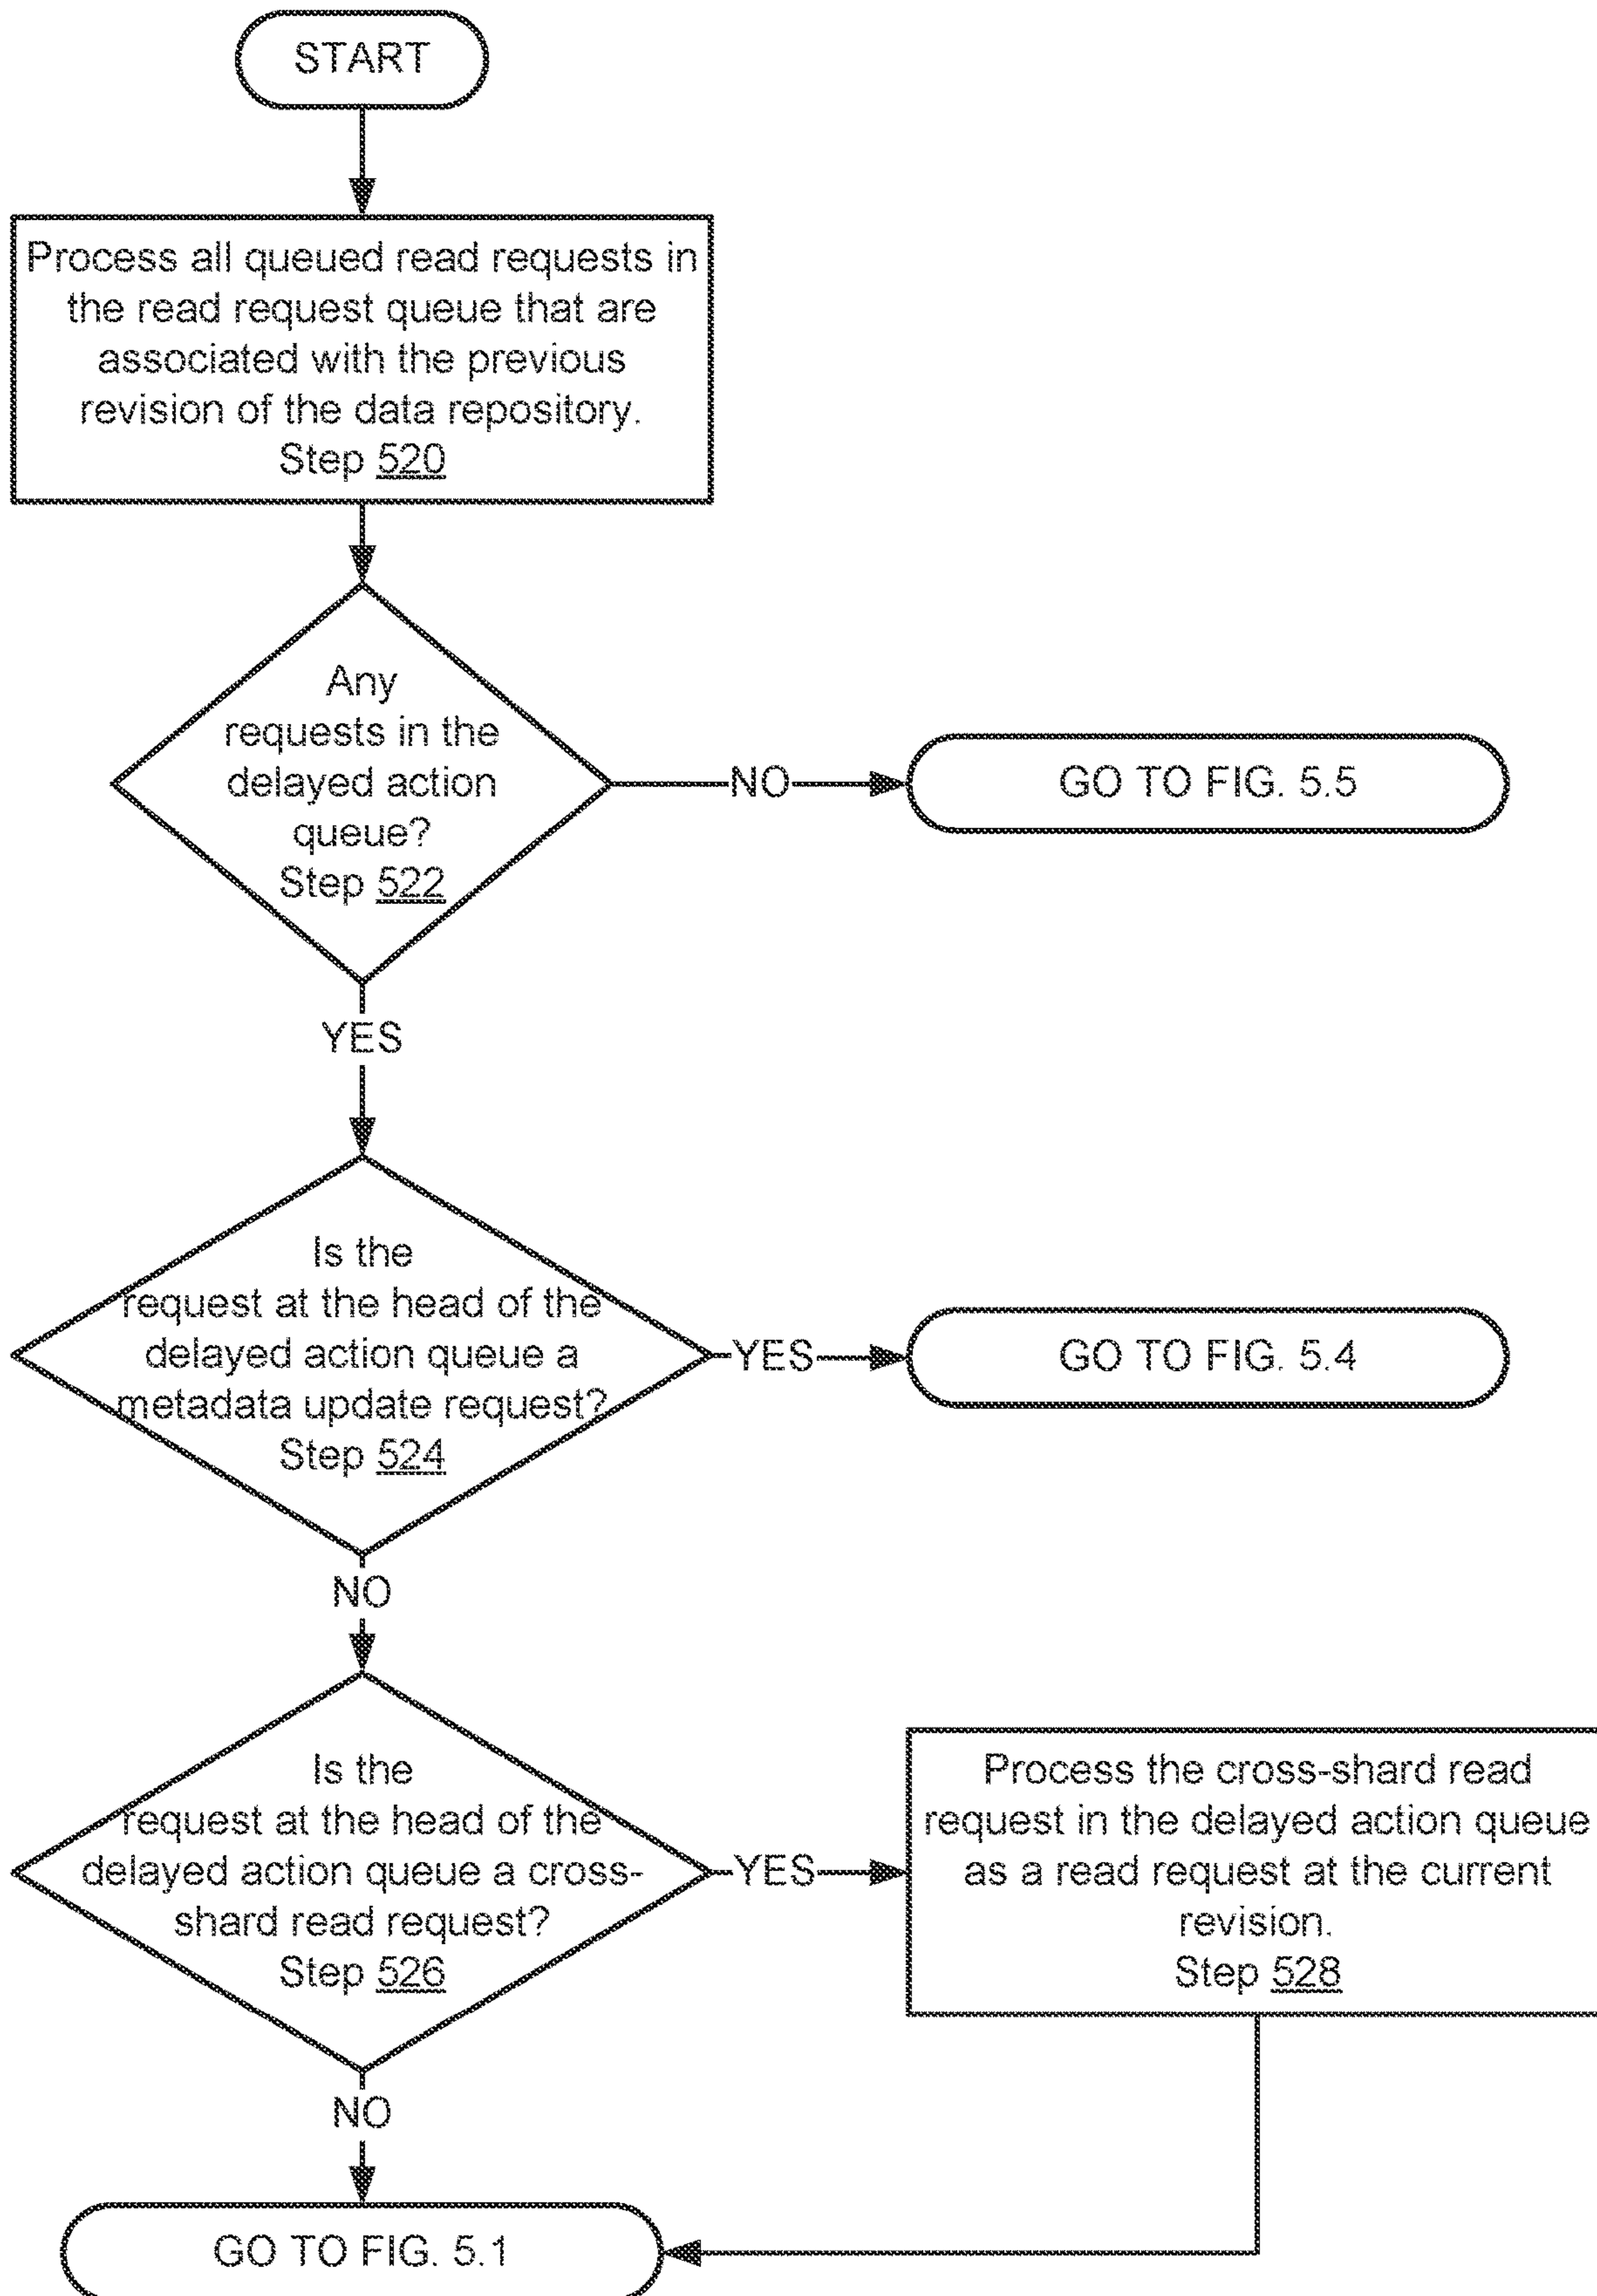 START
Process all queued read requests in
the read request queue that are
associated with the previous
revision of the data repository.
Step 520
Any
requests in the
delayed action
queue?
Step 522
NO
GO TO FIG. 5.5
YES
Is the
request at the head of the
delayed action queue a
metadata update request?
Step 524
YES
GO TO FIG. 5.4
NO
Is the
request at the head of the
delayed action queue a cross-
shard read request?
Step 526
YES
Process the cross-shard read
request in the delayed action queue
as a read request at the current
revision.
Step 528
NO
GO TO FIG. 5.1